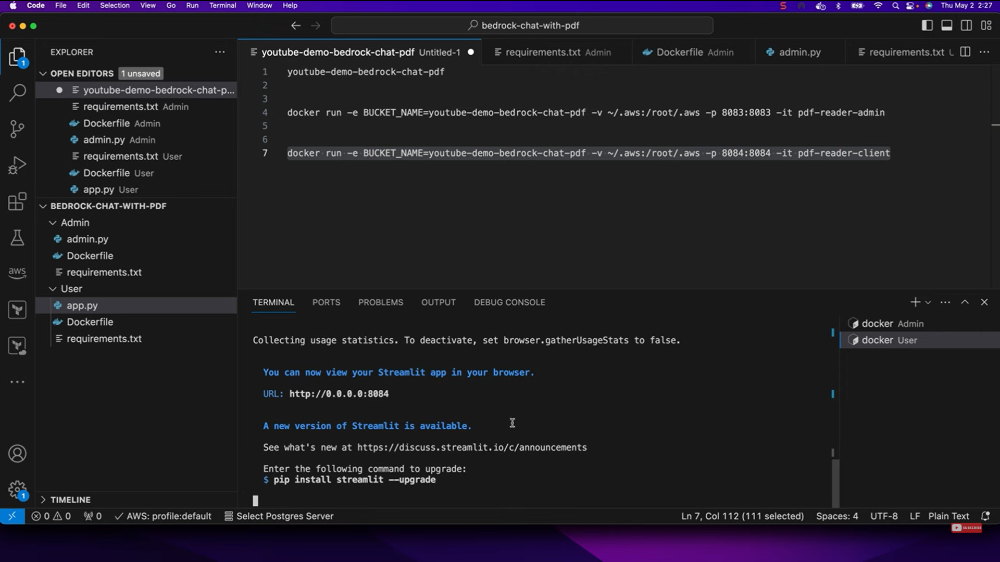 Code File Edit Selection View Go Run Terminal Window Help
Thu May 2 2:27
bedrock-chat-with-pdf
EXPLORER
youtube-demo-bedrock-chat-pdf Untitled-1
requirements.txt Admin
Dockerfile Admin
admin.py
requirements.txt U
1
OPEN EDITORS 1 unsaved
youtube-demo-bedrock-chat-p...
requirements.txt Admin
Dockerfile Admin
admin.py Admin
requirements.txt User
Dockerfile User
app.py User
BEDROCK-CHAT-WITH-PDF
Admin
admin.py
Dockerfile
requirements.txt
User
app.py
Dockerfile
requirements.txt
TIMELINE
aws
1
1 youtube-demo-bedrock-chat-pdf
2
3
4 docker run -e BUCKET_NAME=youtube-demo-bedrock-chat-pdf -v ~/.aws:/root/.aws -p 8083:8083 -it pdf-reader-admin
5
6
7 docker run -e BUCKET_NAME=youtube-demo-bedrock-chat-pdf -v ~/.aws:/root/.aws -p 8084:8084 -it pdf-reader-client
TERMINAL PORTS PROBLEMS OUTPUT DEBUG CONSOLE
docker Admin
docker User
Collecting usage statistics. To deactivate, set browser.gatherUsageStats to false.
You can now view your Streamlit app in your browser.
URL: http://0.0.0.0:8084
A new version of Streamlit is available.
See what's new at https://discuss.streamlit.io/c/announcements
Enter the following command to upgrade:
$ pip install streamlit --upgrade
0 0 0 AWS: profile:default Select Postgres Server
Ln 7, Col 112 (111 selected) Spaces: 4 UTF-8 LF Plain Text
SUBSCRIBE